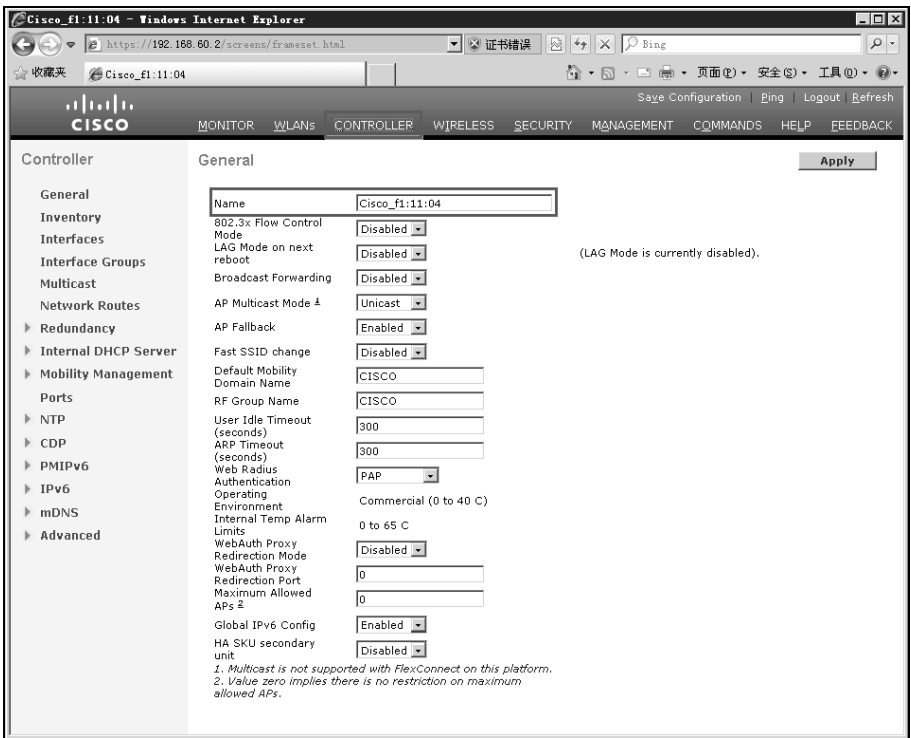 Cisco_f1:11:04 - Windows Internet Explorer
https://192.168.60.2/screens/frameset.html
证书错误
Bing
收藏夹
Cisco_f1:11:04
页面(P)
安全(S)
工具(O)
Save Configuration | Ping | Logout | Refresh
CISCO
MONITOR WLANs CONTROLLER WIRELESS SECURITY MANAGEMENT COMMANDS HELP FEEDBACK
Controller
General
Inventory
Interfaces
Interface Groups
Multicast
Network Routes
Redundancy
Internal DHCP Server
Mobility Management
Ports
NTP
CDP
PMIPv6
IPv6
mDNS
Advanced
General
Apply
Name Cisco_f1:11:04
802.3x Flow Control
Mode Disabled
LAG Mode on next
reboot Disabled (LAG Mode is currently disabled).
Broadcast Forwarding Disabled
AP Multicast Mode 1 Unicast
AP Fallback Enabled
Fast SSID change Disabled
Default Mobility
Domain Name CISCO
RF Group Name CISCO
User Idle Timeout
(seconds) 300
ARP Timeout
(seconds) 300
Web Radius
Authentication PAP
Operating
Environment Commercial (0 to 40 C)
Internal Temp Alarm
Limits 0 to 65 C
WebAuth Proxy
Redirection Mode Disabled
WebAuth Proxy
Redirection Port 0
Maximum Allowed
APs 2 0
Global IPv6 Config Enabled
HA SKU secondary
unit Disabled
1. Multicast is not supported with FlexConnect on this platform.
2. Value zero implies there is no restriction on maximum
allowed APs.